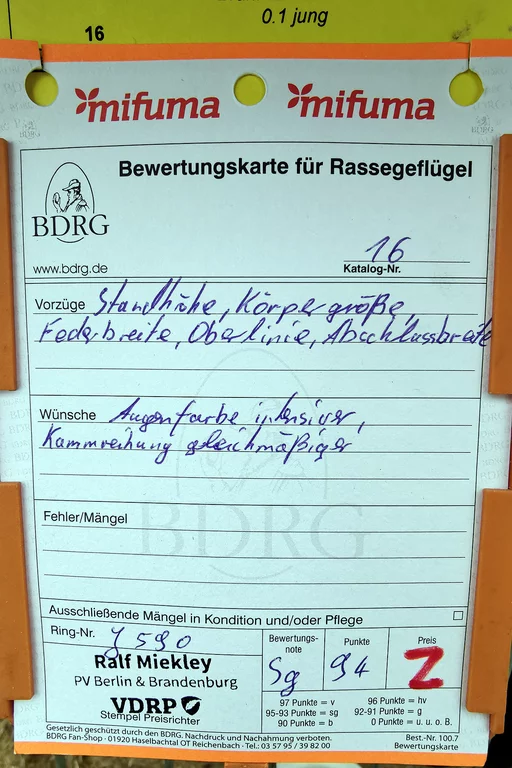 0.1 jung
16
mifuma mifuma
Bewertungskarte für Rassegeflügel
BDRG
www.bdrg.de
16
Katalog-Nr.
Vorzüge Standhöhe, Körpergröße,
Federbreite, Oberlinie, Abschlussbreite
Wünsche Augenfarbe intensiver,
Kammreihung gleichmäßiger
Fehler/Mängel
BDRG
Ausschließende Mängel in Kondition und/oder Pflege
Ring-Nr. Y 590
Ralf Miekley
PV Berlin & Brandenburg
VDRP
Stempel Preisrichter
Bewertungs-
note
Sg
Punkte
94
Preis
Z
97 Punkte = v 96 Punkte = hv
95-93 Punkte = sg 92-91 Punkte = g
90 Punkte = b 0 Punkte = u. u. o. B.
Gesetzlich geschützt durch den BDRG. Nachdruck und Nachahmung verboten. Best.-Nr. 100.7
BDRG Fan-Shop · 01920 Haselbachtal OT Reichenbach · Tel.: 03 57 95 / 39 82 00 Bewertungskarte